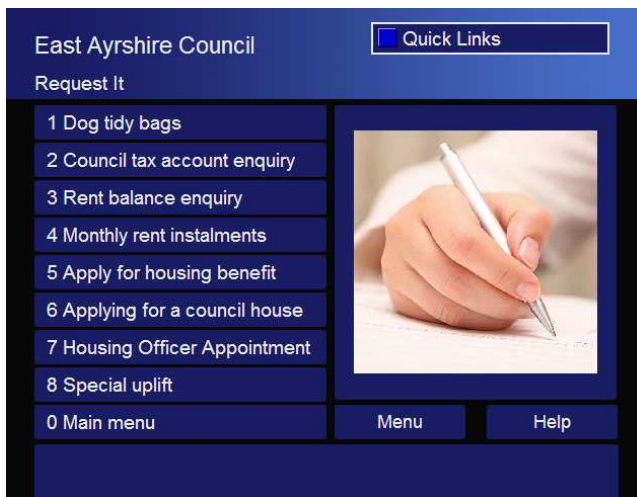 East Ayrshire Council
Quick Links
Request It
1 Dog tidy bags
2 Council tax account enquiry
3 Rent balance enquiry
4 Monthly rent instalments
5 Apply for housing benefit
6 Applying for a council house
7 Housing Officer Appointment
8 Special uplift
0 Main menu
Menu
Help